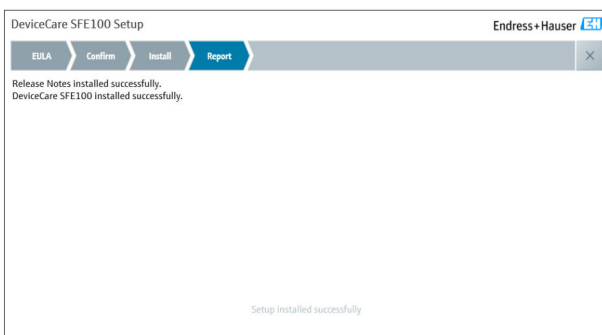 DeviceCare SFE100 Setup
Endress+Hauser EH
EULA
Confirm
Install
Report
Release Notes installed successfully.
DeviceCare SFE100 installed successfully.
Setup installed successfully